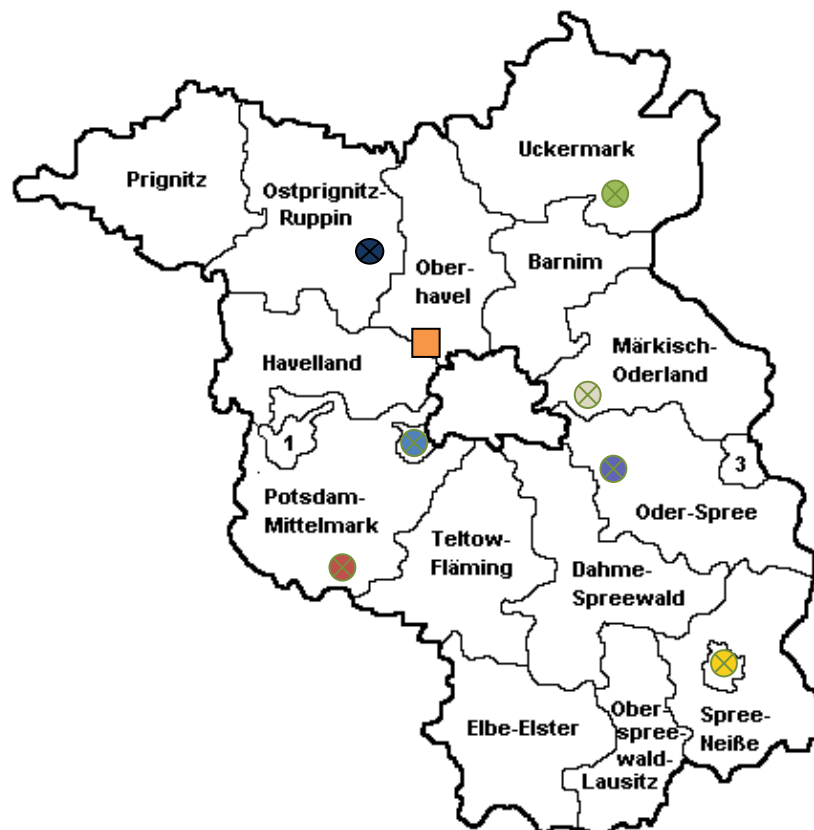 Uckermark
Prignitz
Ostprignitz-
Ruppin
Ober-
havel
Barnim
Havelland
Märkisch-
Oderland
1
3
Potsdam-
Mittelmark
Oder-Spree
Teltow-
Fläming
Dahme-
Spreewald
Elbe-Elster
Ober-
spree-
wald-
Lausitz
Spree-
Neiße